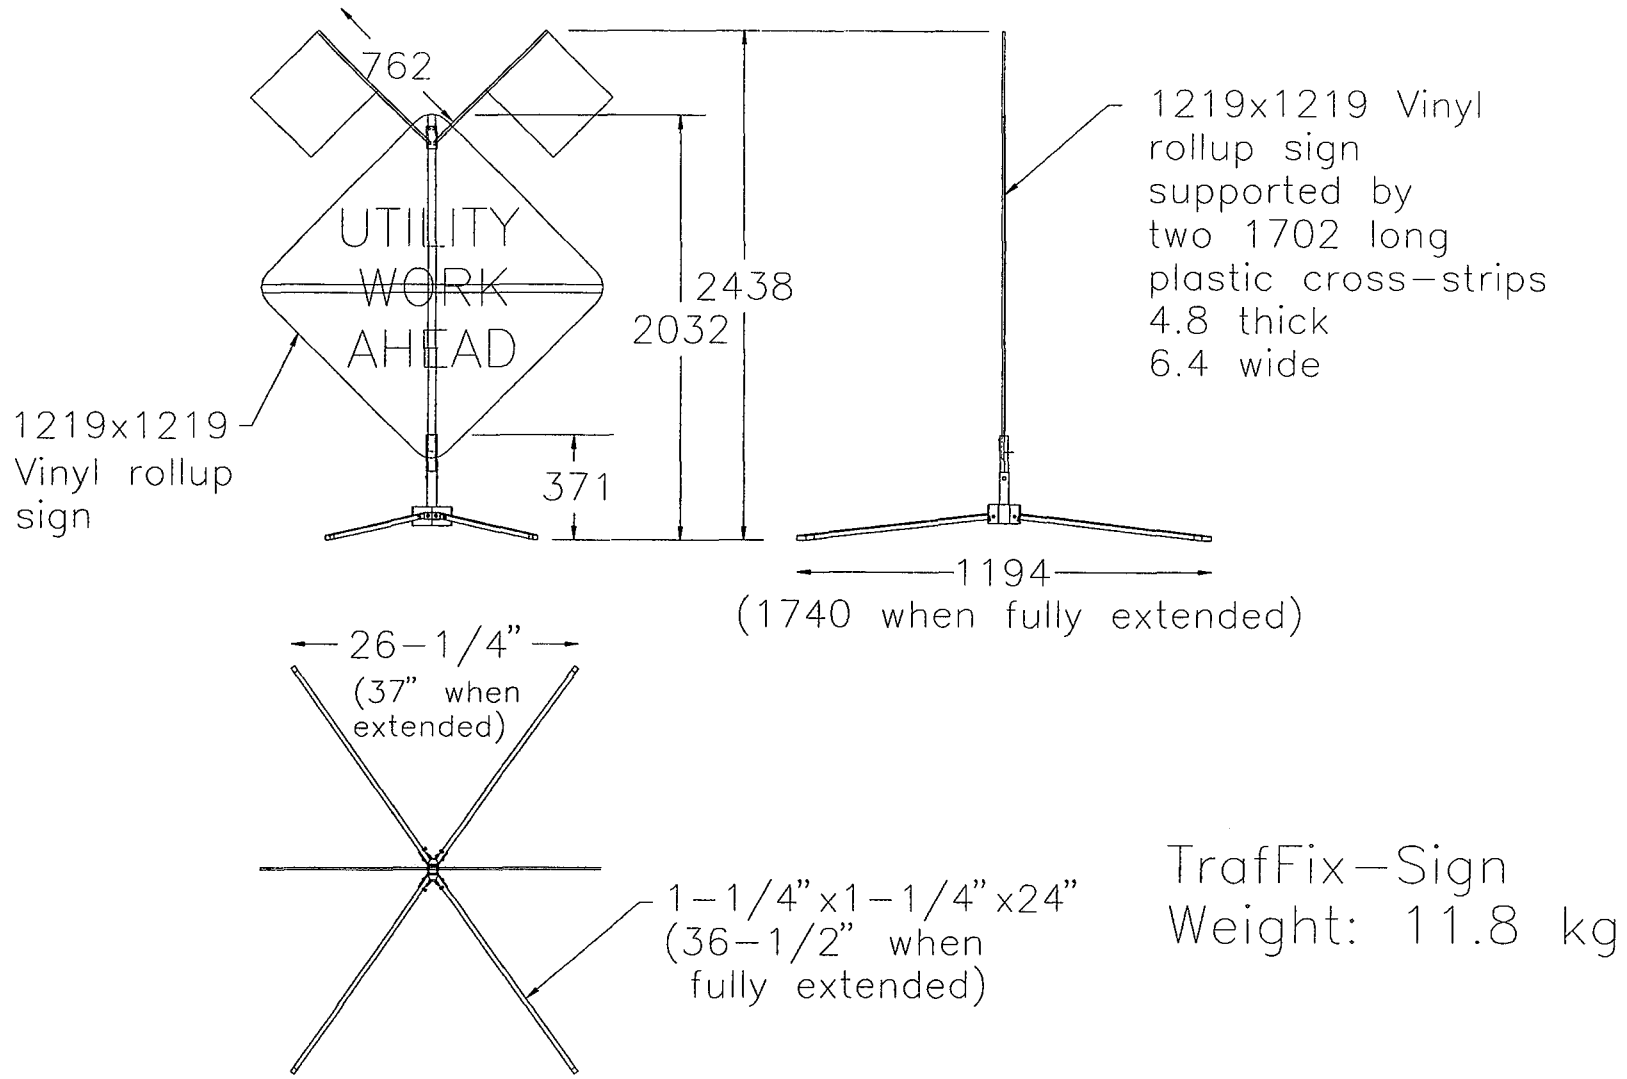 762
UTILITY
WORK
AHEAD
2438
2032
371
1219x1219
Vinyl rollup
sign
1219x1219 Vinyl
rollup sign
supported by
two 1702 long
plastic cross-strips
4.8 thick
6.4 wide
1194
(1740 when fully extended)
26-1/4"
(37" when
extended)
1-1/4"x1-1/4"x24"
(36-1/2" when
fully extended)
TrafFix-Sign
Weight: 11.8 kg